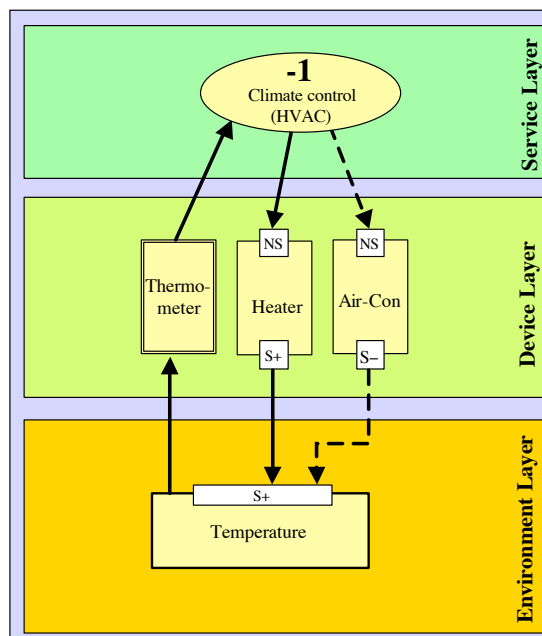 -1
Climate control
(HVAC)
Service Layer
NS
NS
Thermo-
meter
Heater
Air-Con
S+
S−
Device Layer
S+
Temperature
Environment Layer